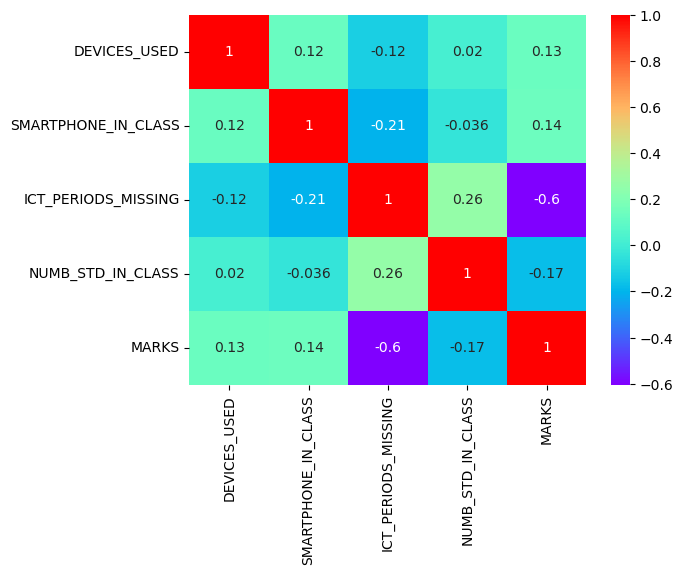 DEVICES_USED 1 0.12 -0.12 0.02 0.13
SMARTPHONE_IN_CLASS 0.12 1 -0.21 -0.036 0.14
ICT_PERIODS_MISSING -0.12 -0.21 1 0.26 -0.6
NUMB_STD_IN_CLASS 0.02 -0.036 0.26 1 -0.17
MARKS 0.13 0.14 -0.6 -0.17 1
DEVICES_USED
SMARTPHONE_IN_CLASS
ICT_PERIODS_MISSING
NUMB_STD_IN_CLASS
MARKS
1.0
0.8
0.6
0.4
0.2
0.0
−0.2
−0.4
−0.6